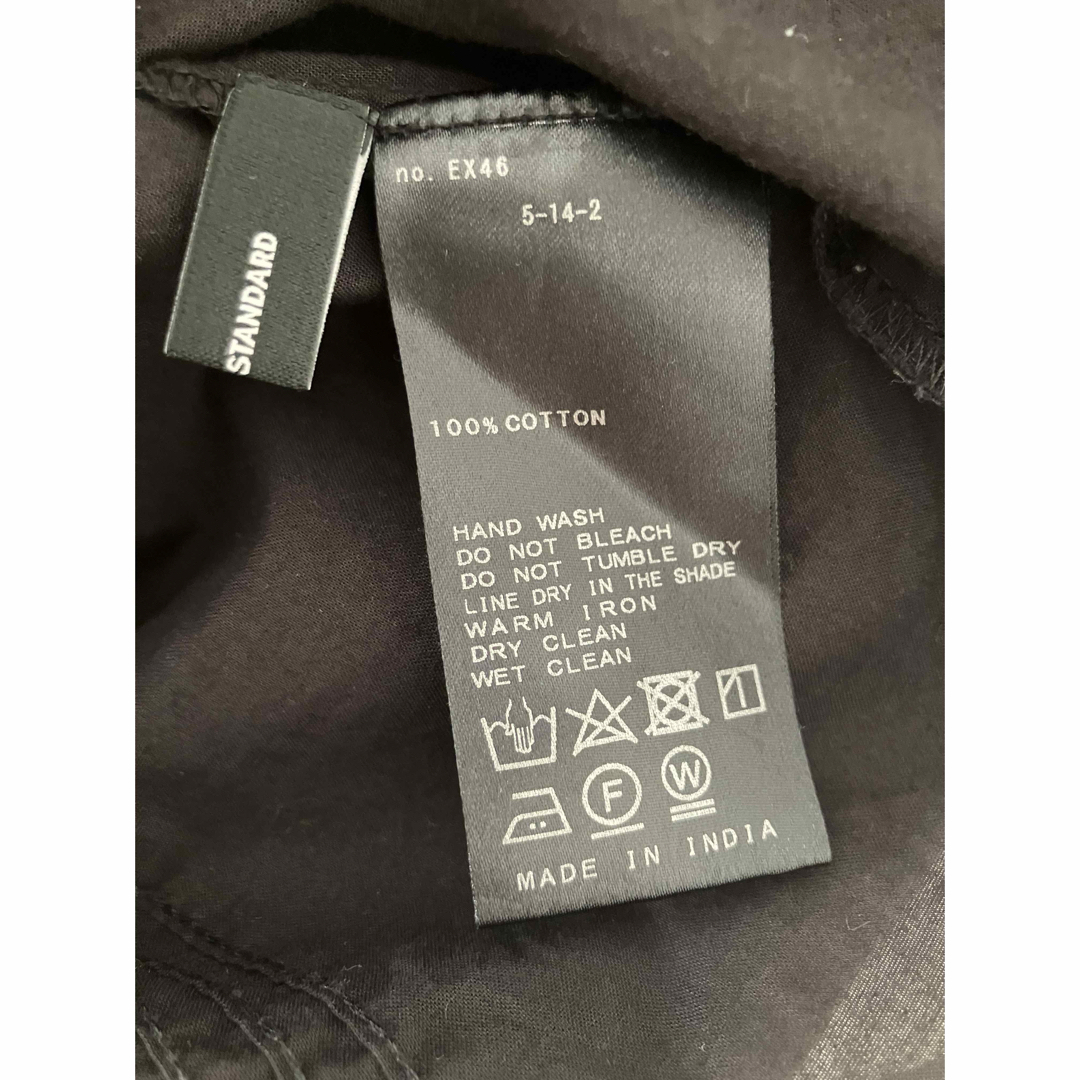 STANDARD
no. EX46
5-14-2
100% COTTON
HAND WASH
DO NOT BLEACH
DO NOT TUMBLE DRY
LINE DRY IN THE SHADE
WARM IRON
DRY CLEAN
WET CLEAN
F
W
MADE IN INDIA